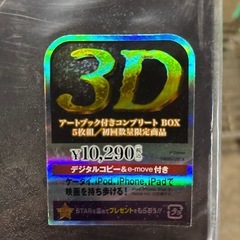 3D
アートブック付きコンプリート BOX
5枚組／初回数量限定商品
¥10,290
デジタルコピー&e-move付き
ケータイ、iPod、iPhone、iPadで
映画を持ち歩ける!
STARを集めてプレゼントをもらおう!!
プラ